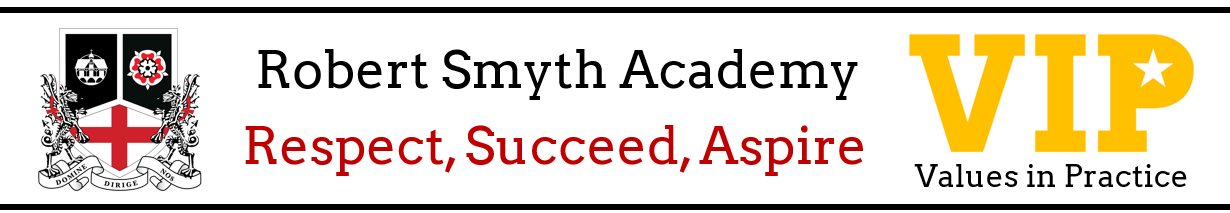 Robert Smyth Academy
Respect, Succeed, Aspire
DOMINE DIRIGE NOS
VIP
Values in Practice